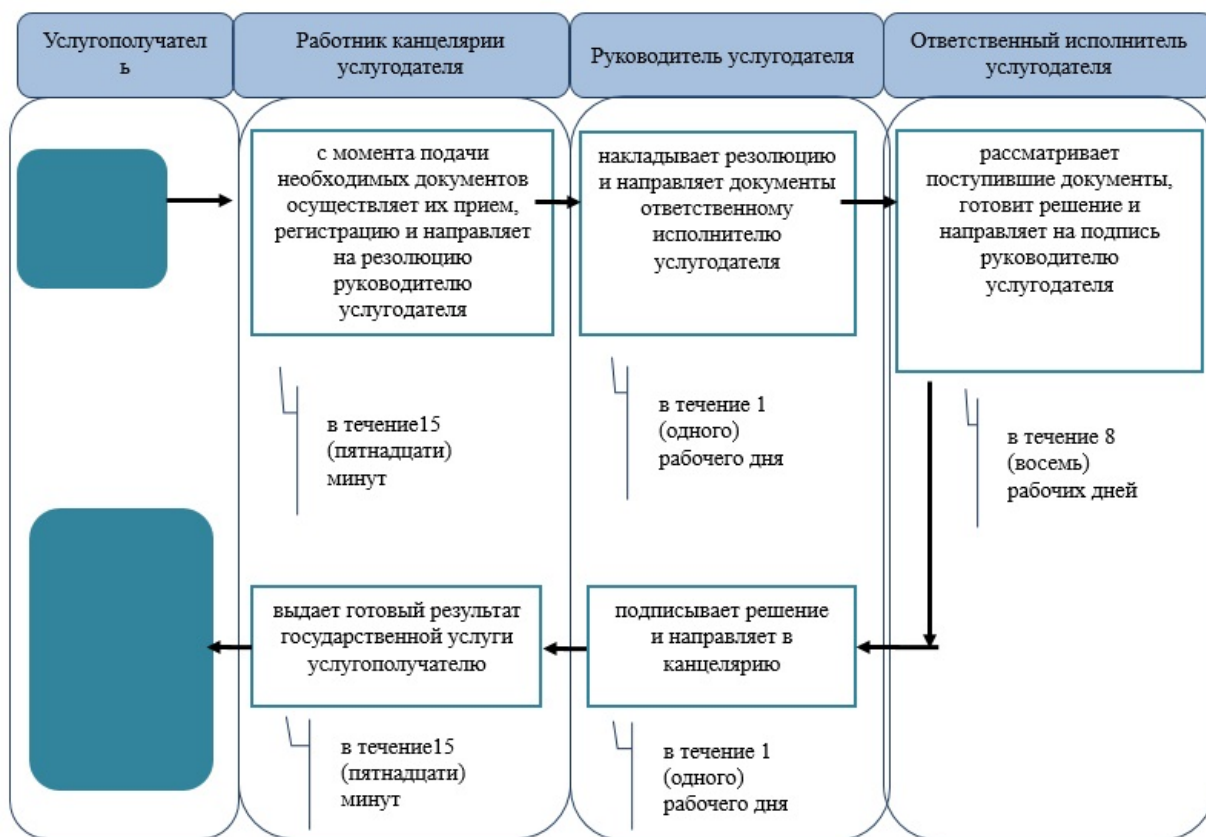 Услугополучател
ь
Работник канцелярии
услугодателя
Руководитель услугодателя
Ответственный исполнитель
услугодателя
с момента подачи
необходимых документов
осуществляет их прием,
регистрацию и направляет
на резолюцию
руководителю
услугодателя
накладывает резолюцию
и направляет документы
ответственному
исполнителю
услугодателя
рассматривает
поступившие документы,
готовит решение и
направляет на подпись
руководителю
услугодателя
в течение15
(пятнадцати)
минут
в течение 1
(одного)
рабочего дня
в течение 8
(восемь)
рабочих дней
выдает готовый результат
государственной услуги
услугополучателю
подписывает решение
и направляет в
канцелярию
в течение15
(пятнадцати)
минут
в течение 1
(одного)
рабочего дня